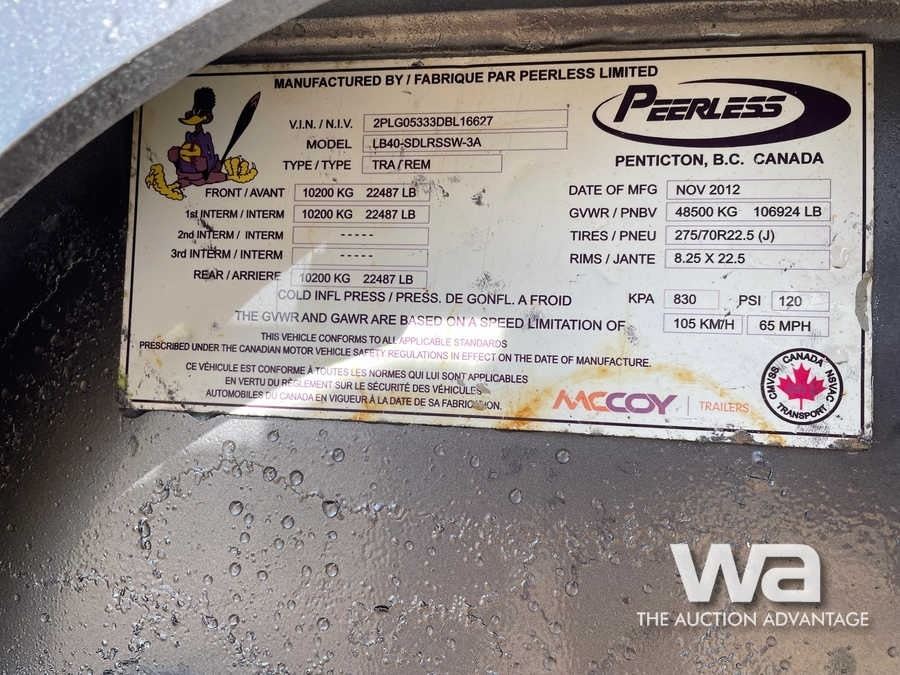 MANUFACTURED BY / FABRIQUE PAR PEERLESS LIMITED
PEERLESS
PENTICTON, B.C. CANADA
V.I.N. / N.I.V. 2PLG05333DBL16627
MODEL LB40-SDLRSSW-3A
TYPE / TYPE TRA / REM
FRONT / AVANT 10200 KG 22487 LB
1st INTERM / INTERM 10200 KG 22487 LB
2nd INTERM / INTERM -----
3rd INTERM / INTERM -----
REAR / ARRIERE 10200 KG 22487 LB
DATE OF MFG NOV 2012
GVWR / PNBV 48500 KG 106924 LB
TIRES / PNEU 275/70R22.5 (J)
RIMS / JANTE 8.25 X 22.5
COLD INFL PRESS / PRESS. DE GONFL. A FROID KPA 830 PSI 120
THE GVWR AND GAWR ARE BASED ON A SPEED LIMITATION OF 105 KM/H 65 MPH
THIS VEHICLE CONFORMS TO ALL APPLICABLE STANDARDS
PRESCRIBED UNDER THE CANADIAN MOTOR VEHICLE SAFETY REGULATIONS IN EFFECT ON THE DATE OF MANUFACTURE.
CE VÉHICULE EST CONFORME À TOUTES LES NORMES QUI LUI SONT APPLICABLES
EN VERTU DU RÉGLEMENT SUR LE SÉCURITÉ DES VÉHICULES
AUTOMOBILES DU CANADA EN VIGUEUR À LA DATE DE SA FABRICATION.
MCCOY | TRAILERS
CANADA
CMVSS NSVAC
TRANSPORT
wa
THE AUCTION ADVANTAGE